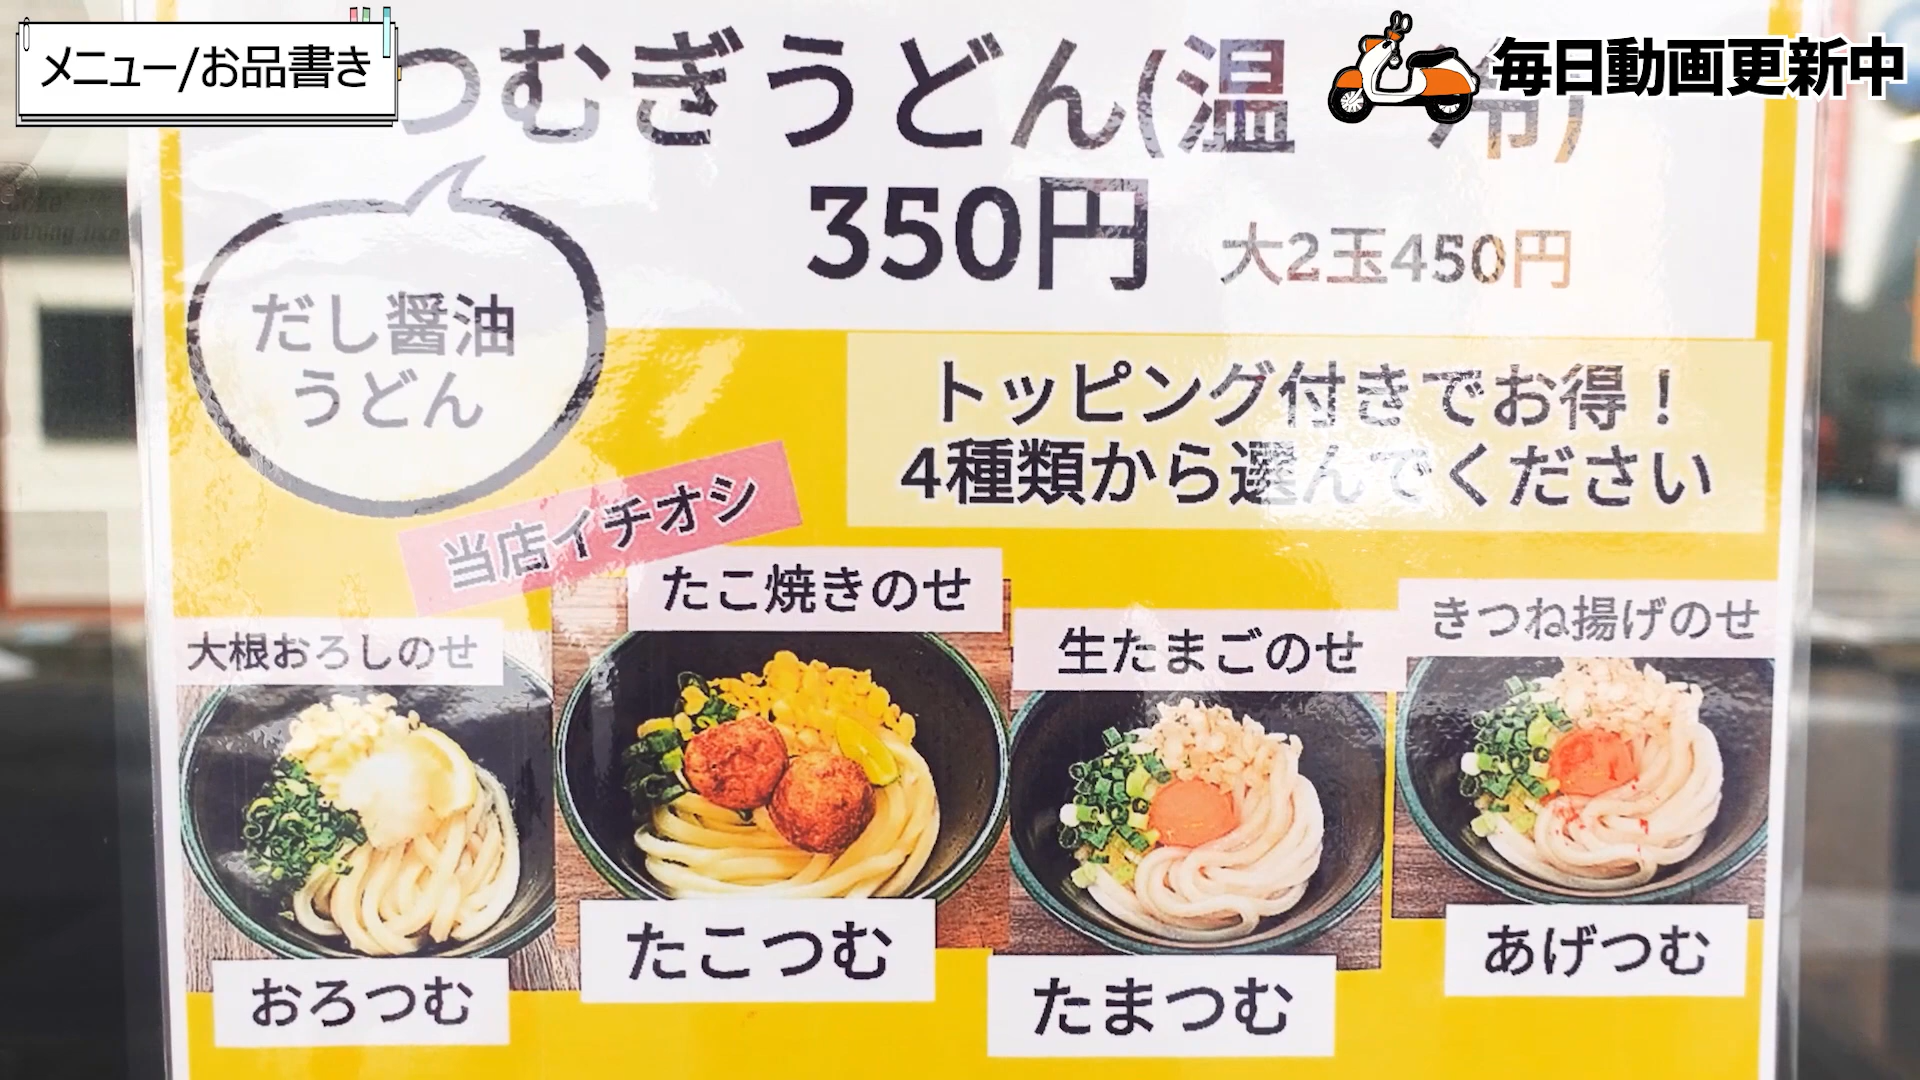 メニュー/お品書き
毎日動画更新中
つむぎうどん(温 冷)
350円 大2玉450円
だし醤油
うどん
トッピング付きでお得！
4種類から選んでください
当店イチオシ
大根おろしのせ
たこ焼きのせ
生たまごのせ
きつね揚げのせ
おろつむ
たこつむ
たまつむ
あげつむ